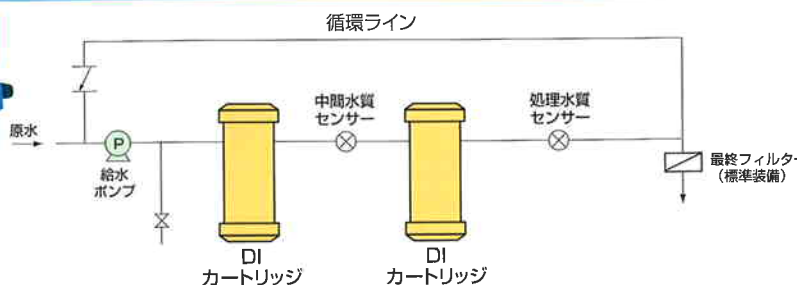 循環ライン
中間水質
センサー
処理水質
センサー
原水
P
給水
ポンプ
最終フィルター
（標準装備）
DI
カートリッジ
DI
カートリッジ